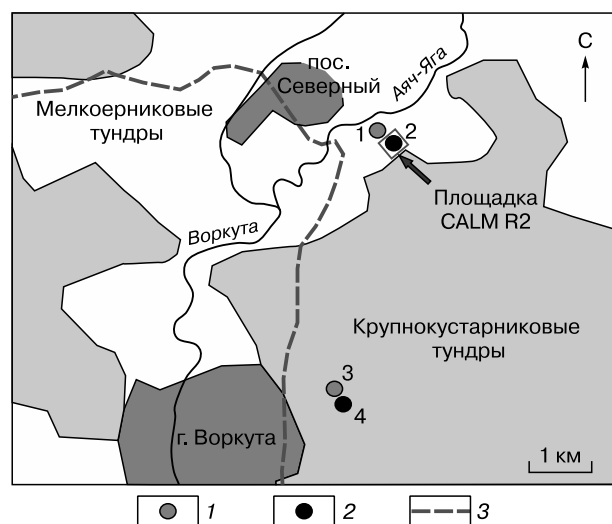 пос.
Северный
Аяч-Яга
С
Мелкоерниковые
тундры
1
2
Площадка
CALM R2
Воркута
Крупнокустарниковые
тундры
3
4
г. Воркута
1 км
1
2
3